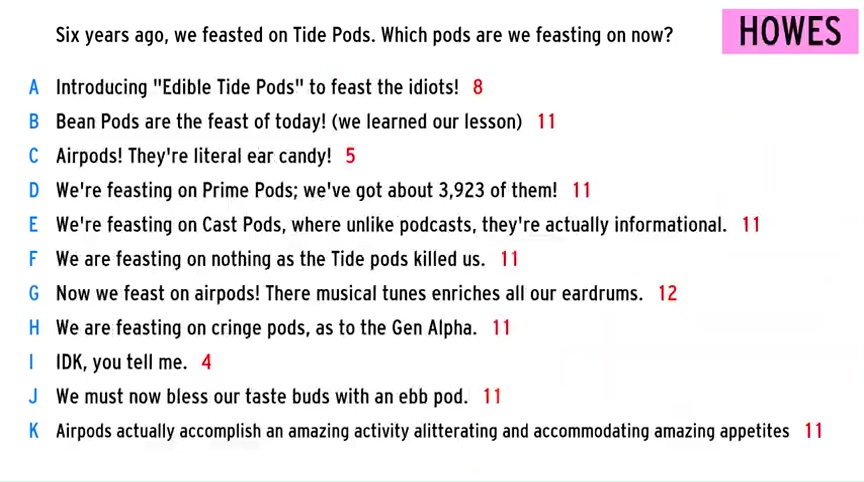 Six years ago, we feasted on Tide Pods. Which pods are we feasting on now?
HOWES
A Introducing "Edible Tide Pods" to feast the idiots! 8
B Bean Pods are the feast of today! (we learned our lesson) 11
C Airpods! They're literal ear candy! 5
D We're feasting on Prime Pods; we've got about 3,923 of them! 11
E We're feasting on Cast Pods, where unlike podcasts, they're actually informational. 11
F We are feasting on nothing as the Tide pods killed us. 11
G Now we feast on airpods! There musical tunes enriches all our eardrums. 12
H We are feasting on cringe pods, as to the Gen Alpha. 11
I IDK, you tell me. 4
J We must now bless our taste buds with an ebb pod. 11
K Airpods actually accomplish an amazing activity alitterating and accommodating amazing appetites 11